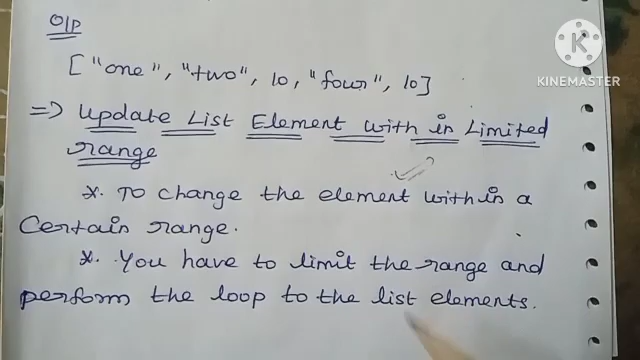 O/P
["one", "two", 10, "four", 10]
=> Update List Element with in Limited
range
*. To change the element with in a
Certain range.
*. You have to limit the range and
perform the loop to the list elements.
K
KINEMASTER